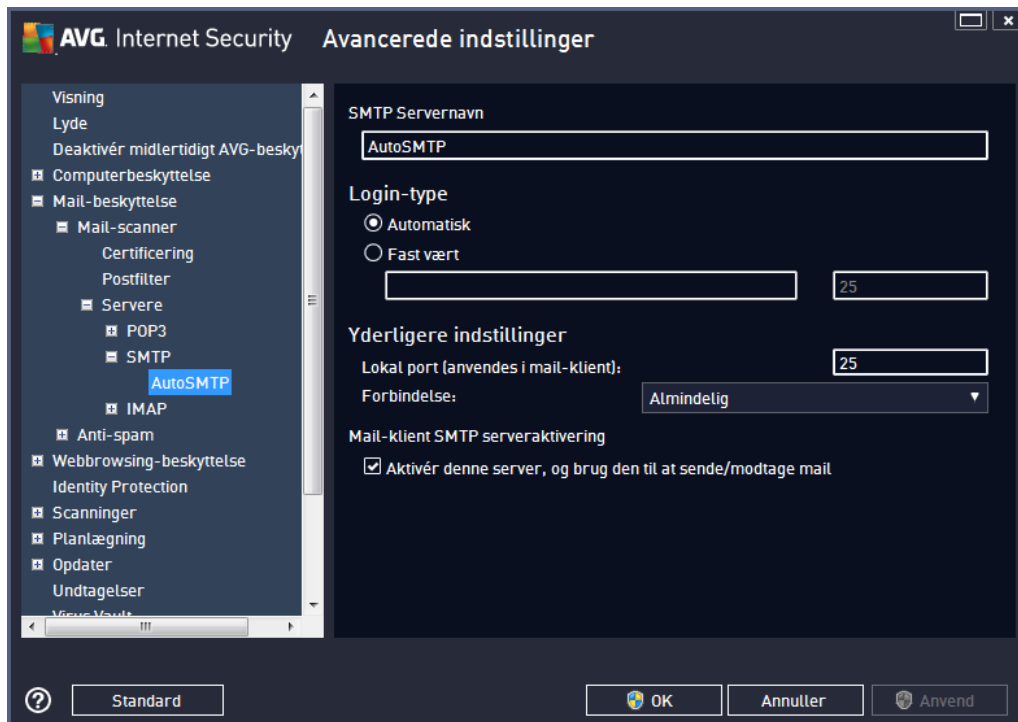 AVG. Internet Security Avancerede indstillinger
Visning
Lyde
Deaktivér midlertidigt AVG-besky
Computerbeskyttelse
Mail-beskyttelse
Mail-scanner
Certificering
Postfilter
Servere
POP3
SMTP
AutoSMTP
IMAP
Anti-spam
Webbrowsing-beskyttelse
Identity Protection
Scanninger
Planlægning
Opdater
Undtagelser
Virus Vault
SMTP Servernavn
AutoSMTP
Login-type
Automatisk
Fast vært
25
Yderligere indstillinger
Lokal port (anvendes i mail-klient): 25
Forbindelse: Almindelig
Mail-klient SMTP serveraktivering
Aktivér denne server, og brug den til at sende/modtage mail
Standard OK Annuller Anvend